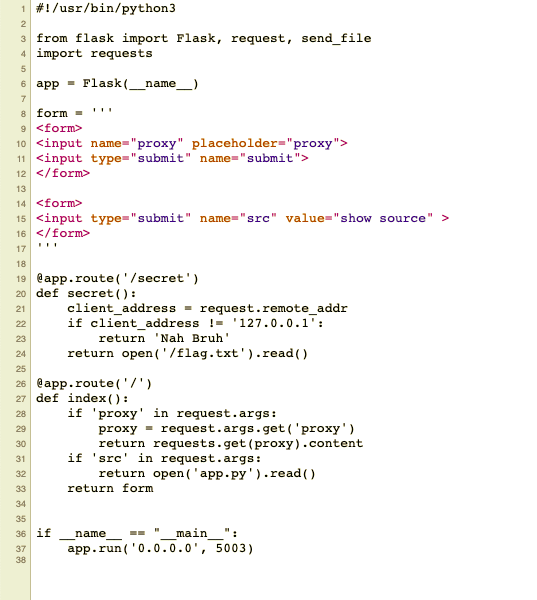 1 #!/usr/bin/python3
2
3 from flask import Flask, request, send_file
4 import requests
5
6 app = Flask(__name__)
7
8 form = '''
9 <form>
10 <input name="proxy" placeholder="proxy">
11 <input type="submit" name="submit">
12 </form>
13
14 <form>
15 <input type="submit" name="src" value="show source" >
16 </form>
17 '''
18
19 @app.route('/secret')
20 def secret():
21     client_address = request.remote_addr
22     if client_address != '127.0.0.1':
23         return 'Nah Bruh'
24     return open('/flag.txt').read()
25
26 @app.route('/')
27 def index():
28     if 'proxy' in request.args:
29         proxy = request.args.get('proxy')
30         return requests.get(proxy).content
31     if 'src' in request.args:
32         return open('app.py').read()
33     return form
34
35
36 if __name__ == "__main__":
37     app.run('0.0.0.0', 5003)
38